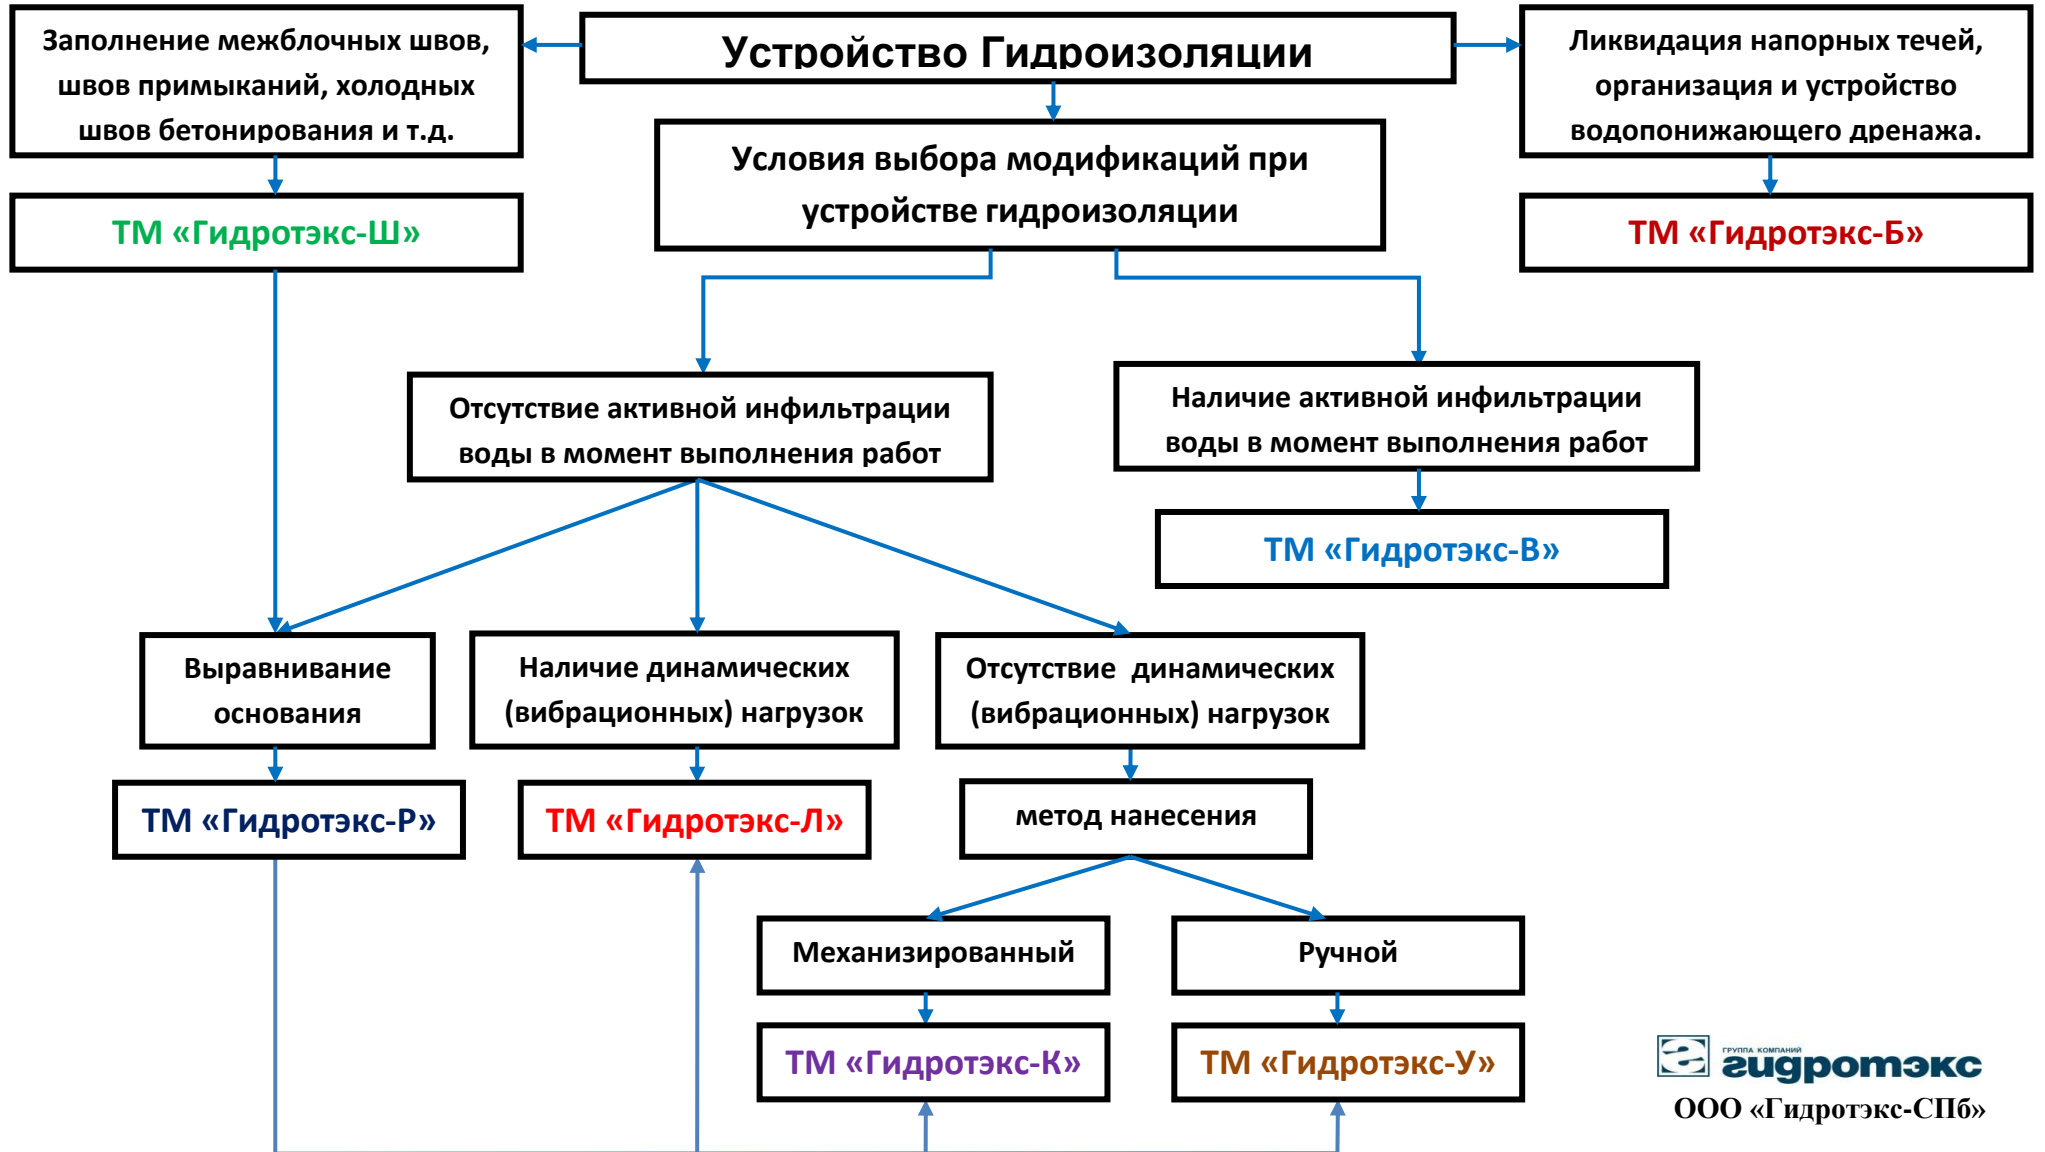 Устройство Гидроизоляции
Заполнение межблочных швов,
швов примыканий, холодных
швов бетонирования и т.д.
ТМ «Гидротэкс-Ш»
Ликвидация напорных течей,
организация и устройство
водопонижающего дренажа.
ТМ «Гидротэкс-Б»
Условия выбора модификаций при
устройстве гидроизоляции
Отсутствие активной инфильтрации
воды в момент выполнения работ
Наличие активной инфильтрации
воды в момент выполнения работ
ТМ «Гидротэкс-В»
Выравнивание
основания
Наличие динамических
(вибрационных) нагрузок
Отсутствие динамических
(вибрационных) нагрузок
ТМ «Гидротэкс-Р»
ТМ «Гидротэкс-Л»
метод нанесения
Механизированный
Ручной
ТМ «Гидротэкс-К»
ТМ «Гидротэкс-У»
ГРУППА КОМПАНИЙ
гидротэкс
ООО «Гидротэкс-СПб»